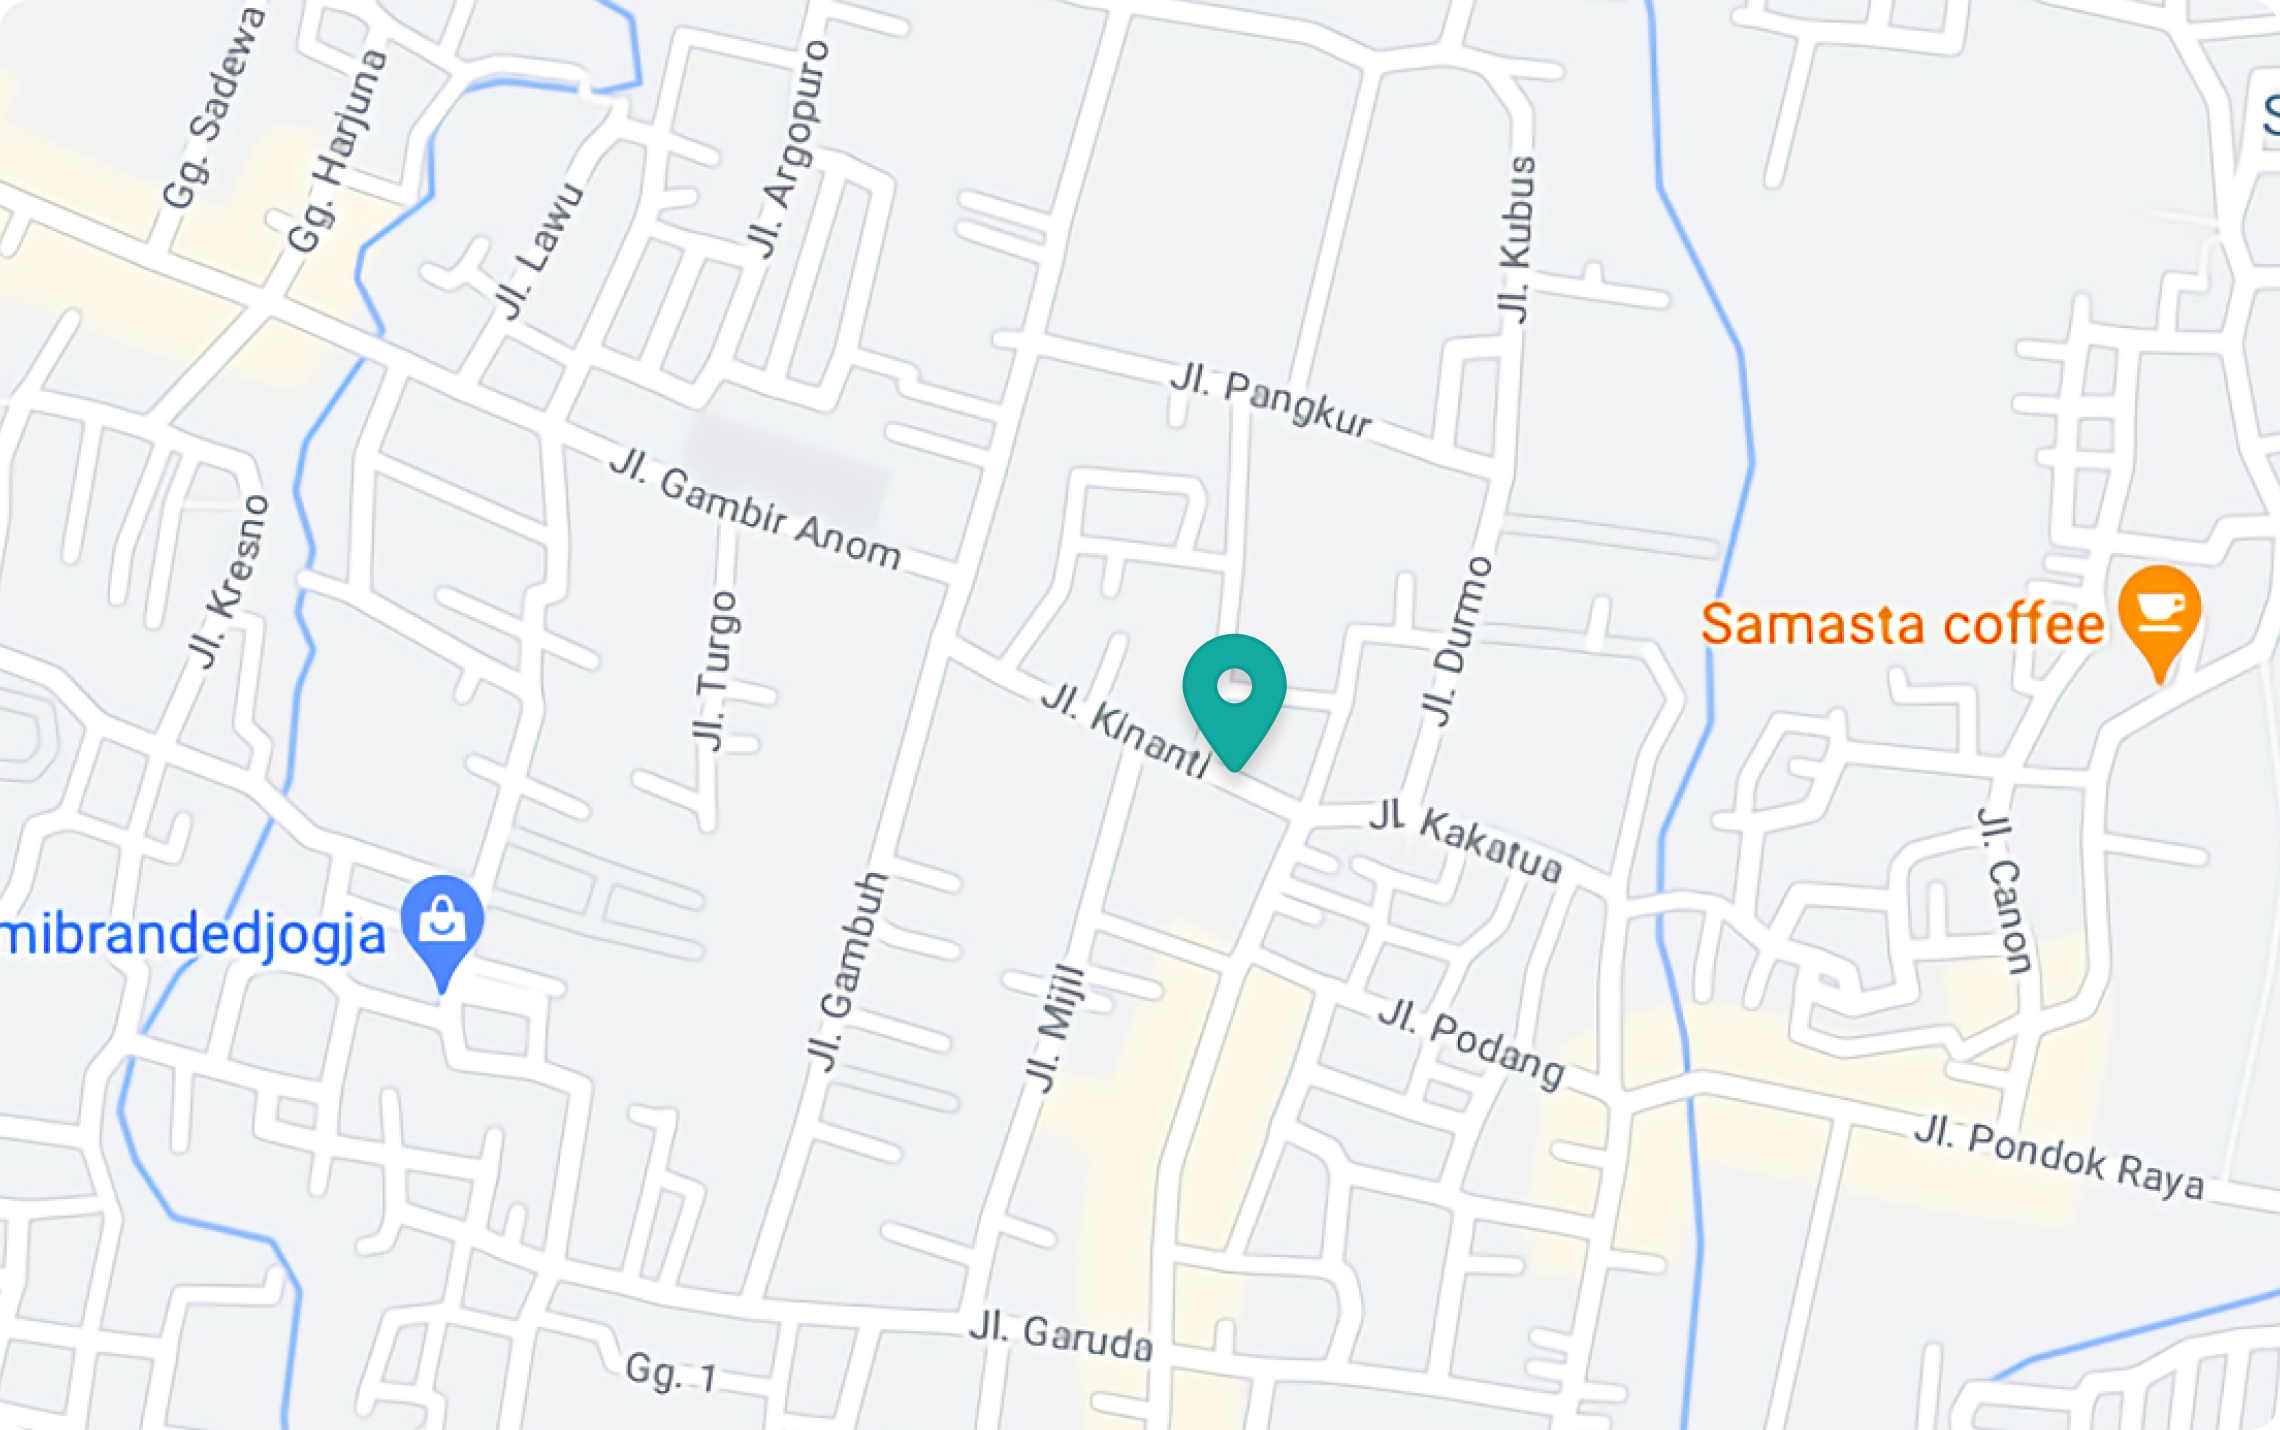 Gg. Sadewa
Gg. Harjuna
Jl. Argopuro
Jl. Lawu
Jl. Kubus
S
Jl. Pangkur
Jl. Gambir Anom
Jl. Kresno
Jl. Turgo
Jl. Durmo
Samasta coffee
Jl. Kinanti
Jl. Kakatua
Jl. Canon
mibrandedjogja
Jl. Gambuh
Jl. Mijil
Jl. Podang
Jl. Pondok Raya
Jl. Garuda
Gg. 1